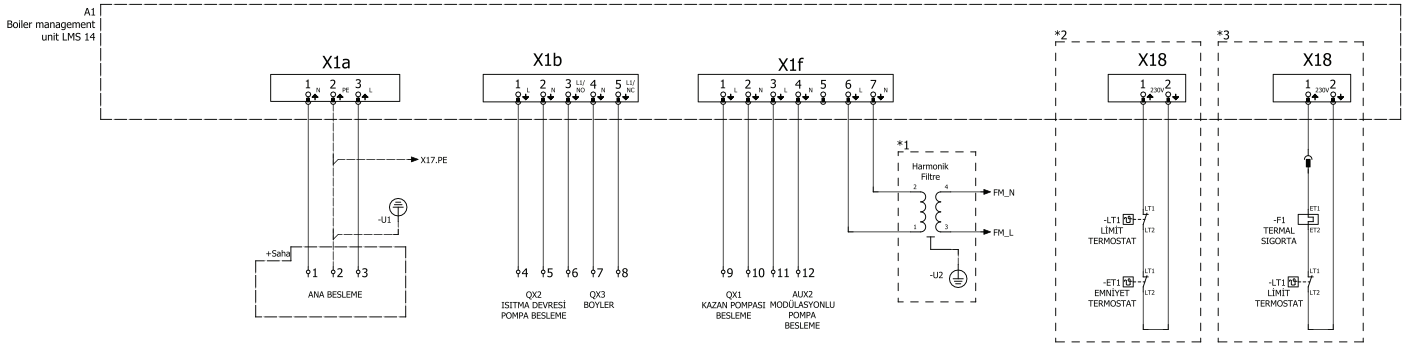 A1
Boiler management
unit LMS 14
X1a
1 N 2 PE 3 L
X17.PE
-U1
+Saha
1 2 3
ANA BESLEME
X1b
1 L 2 N 3 L1/NO 4 N 5 L1/NC
4 5 6 7 8
QX2
ISITMA DEVRESİ
POMPA BESLEME
QX3
BOYLER
X1f
1 L 2 N 3 L 4 N 5 6 L 7 N
9 10 11 12
QX1
KAZAN POMPASI
BESLEME
AUX2
MODÜLASYONLU
POMPA
BESLEME
*1
Harmonik
Filtre
2 4
1 3
FM_N
FM_L
-U2
*2
X18
1 230V 2
-LT1
LİMİT
TERMOSTAT
LT1
LT2
-ET1
EMNİYET
TERMOSTAT
LT1
LT2
*3
X18
1 230V 2
-F1
TERMAL
SIGORTA
ET1
ET2
-LT1
LİMİT
TERMOSTAT
LT1
LT2